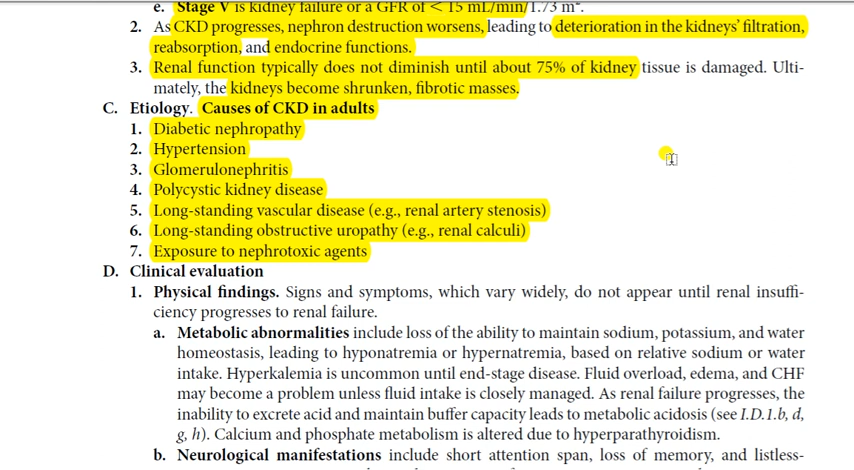 e. Stage V is kidney failure or a GFR of < 15 mL/min/1.73 m².
2. As CKD progresses, nephron destruction worsens, leading to deterioration in the kidneys' filtration,
reabsorption, and endocrine functions.
3. Renal function typically does not diminish until about 75% of kidney tissue is damaged. Ulti-
mately, the kidneys become shrunken, fibrotic masses.
C. Etiology. Causes of CKD in adults
1. Diabetic nephropathy
2. Hypertension
3. Glomerulonephritis
4. Polycystic kidney disease
5. Long-standing vascular disease (e.g., renal artery stenosis)
6. Long-standing obstructive uropathy (e.g., renal calculi)
7. Exposure to nephrotoxic agents
D. Clinical evaluation
1. Physical findings. Signs and symptoms, which vary widely, do not appear until renal insuffi-
ciency progresses to renal failure.
a. Metabolic abnormalities include loss of the ability to maintain sodium, potassium, and water
homeostasis, leading to hyponatremia or hypernatremia, based on relative sodium or water
intake. Hyperkalemia is uncommon until end-stage disease. Fluid overload, edema, and CHF
may become a problem unless fluid intake is closely managed. As renal failure progresses, the
inability to excrete acid and maintain buffer capacity leads to metabolic acidosis (see I.D.1.b, d,
g, h). Calcium and phosphate metabolism is altered due to hyperparathyroidism.
b. Neurological manifestations include short attention span, loss of memory, and listless-